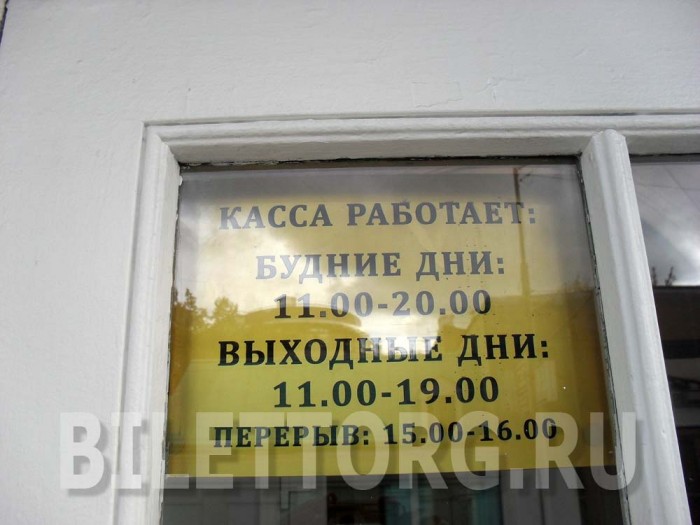 КАССА РАБОТАЕТ:
БУДНИЕ ДНИ:
11.00-20.00
ВЫХОДНЫЕ ДНИ:
11.00-19.00
ПЕРЕРЫВ: 15.00-16.00
BILETTORG.RU